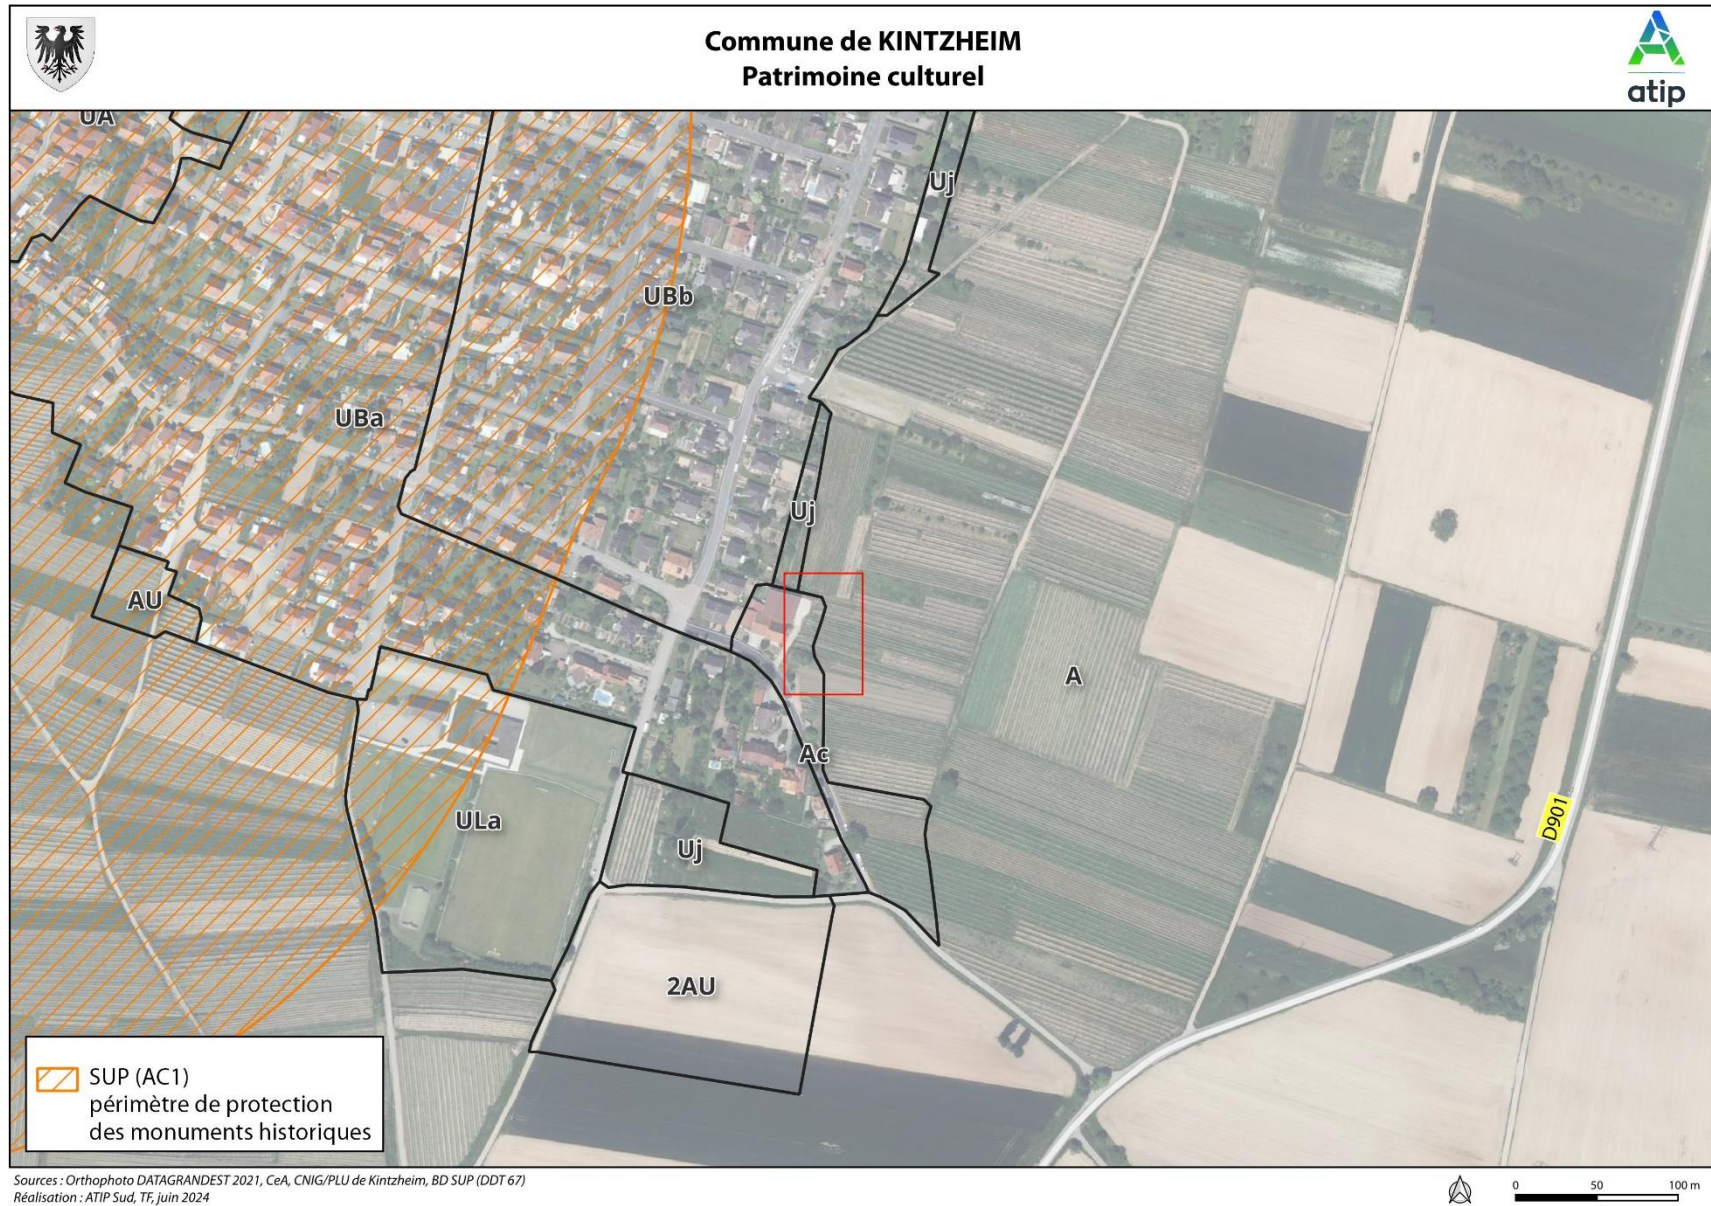 Commune de KINTZHEIM
Patrimoine culturel
atip
UA
Uj
UBb
UBa
Uj
AU
A
Ac
ULa
Uj
D901
2AU
SUP (AC1)
périmètre de protection
des monuments historiques
Sources : Orthophoto DATAGRANDEST 2021, CeA, CNIG/PLU de Kintzheim, BD SUP (DDT 67)
Réalisation : ATIP Sud, TF, juin 2024
0 50 100 m